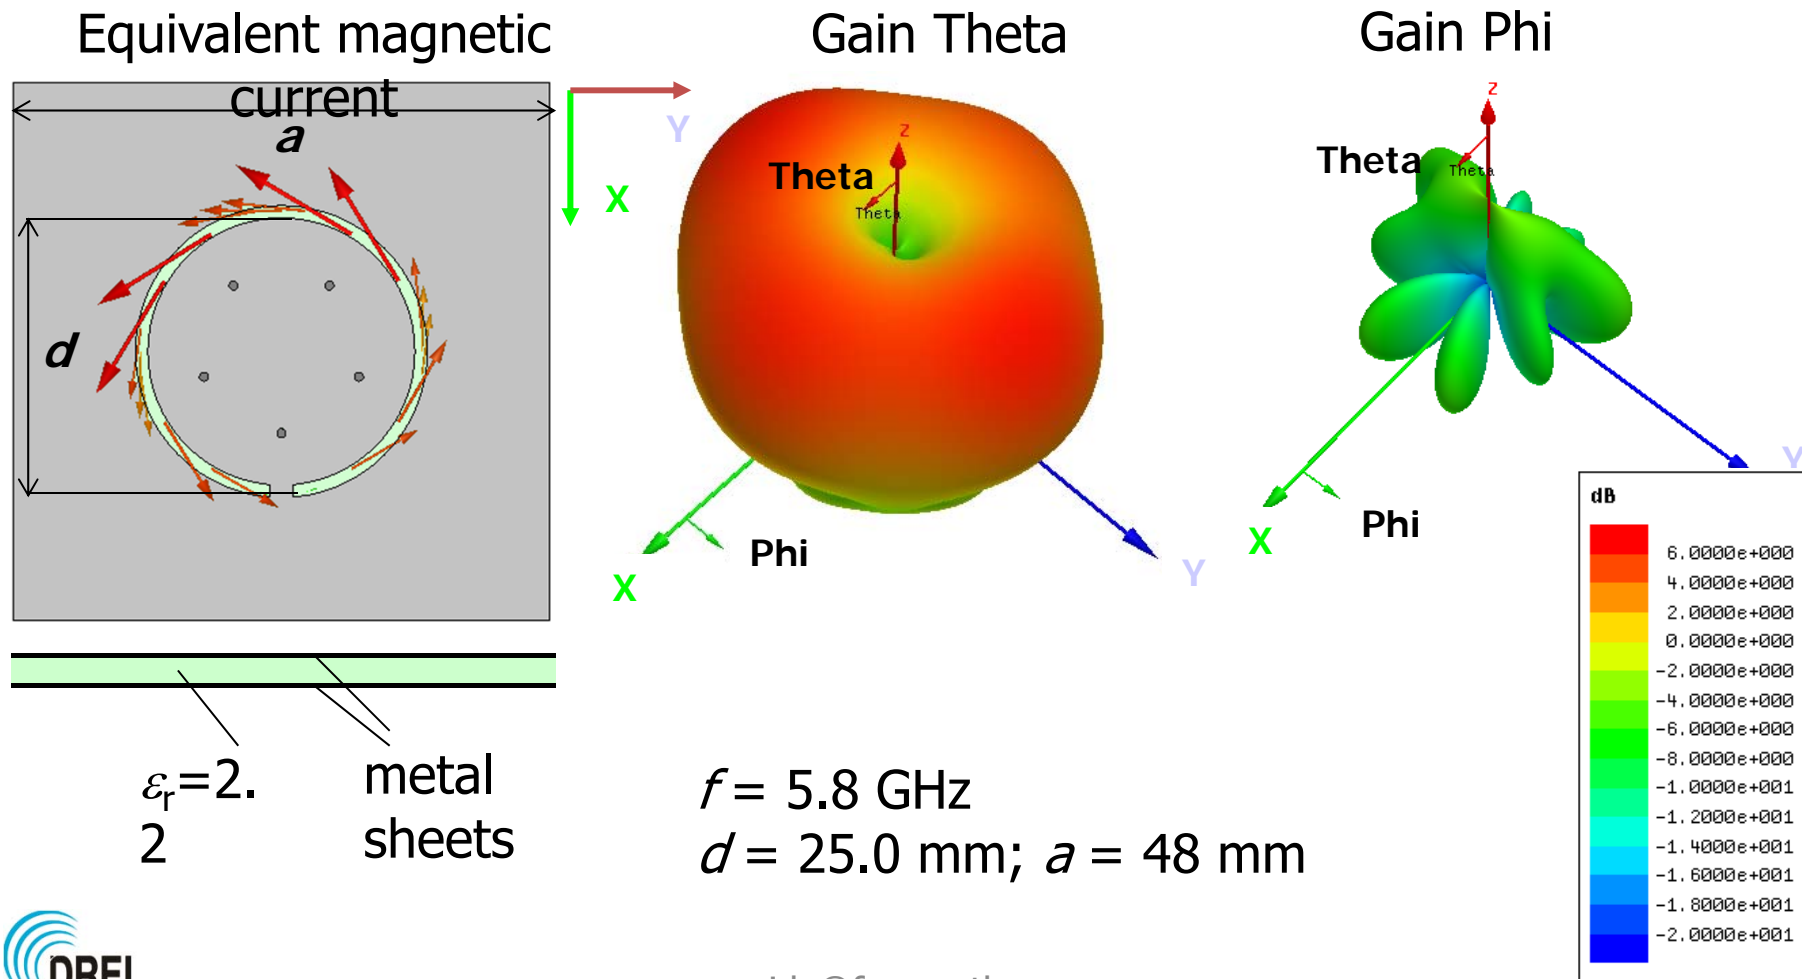 Equivalent magnetic
current
Gain Theta
Gain Phi
a
d
Y
X
z
Theta
Theta
X
Phi
Y
z
Theta
Theta
X
Phi
Y
εr=2.
2
metal
sheets
f = 5.8 GHz
d = 25.0 mm; a = 48 mm
dB
6.0000e+000
4.0000e+000
2.0000e+000
0.0000e+000
-2.0000e+000
-4.0000e+000
-6.0000e+000
-8.0000e+000
-1.0000e+001
-1.2000e+001
-1.4000e+001
-1.6000e+001
-1.8000e+001
-2.0000e+001